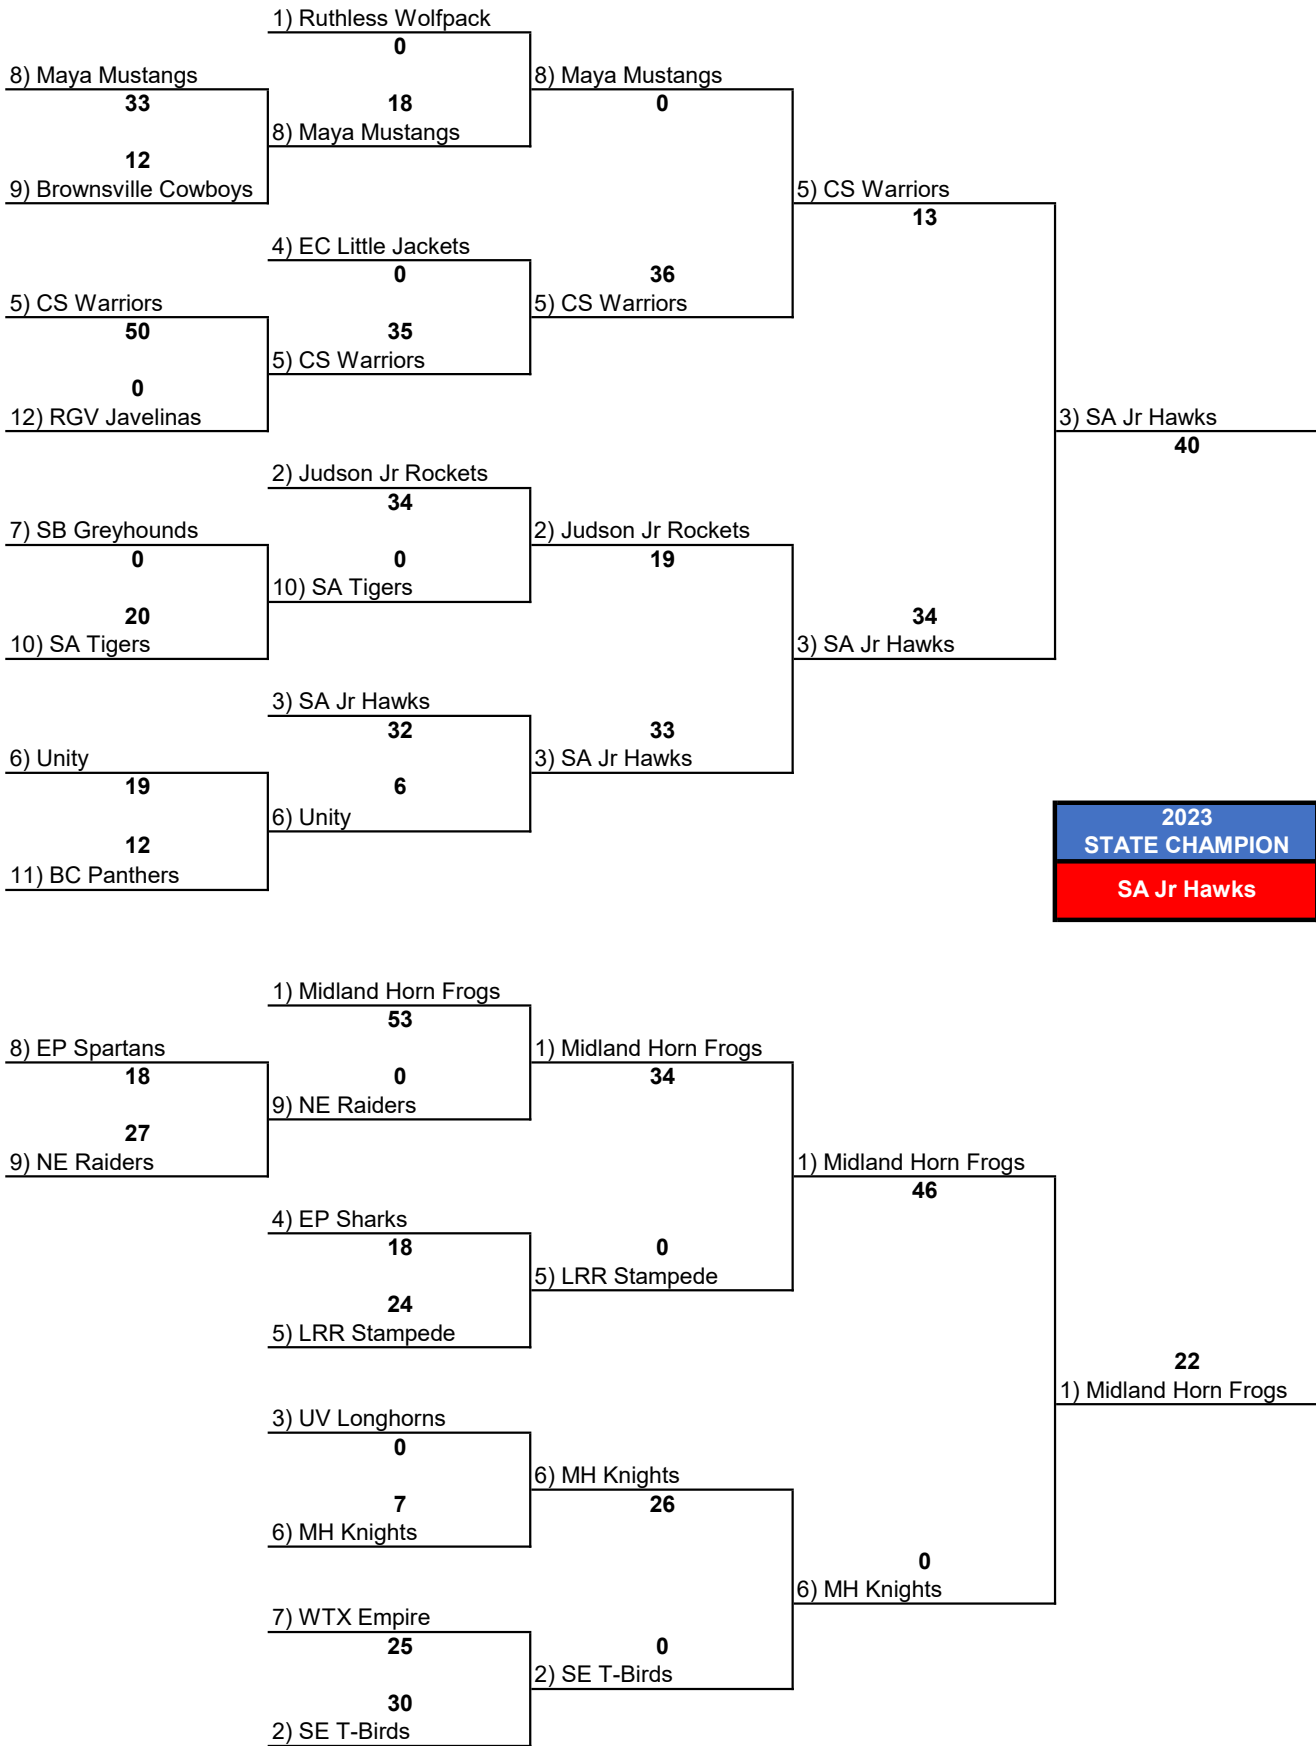 1) Ruthless Wolfpack
0
8) Maya Mustangs
8) Maya Mustangs
33
18
0
8) Maya Mustangs
12
9) Brownsville Cowboys
5) CS Warriors
13
4) EC Little Jackets
0
36
5) CS Warriors
5) CS Warriors
50
35
5) CS Warriors
0
12) RGV Javelinas
3) SA Jr Hawks
40
2) Judson Jr Rockets
34
7) SB Greyhounds
2) Judson Jr Rockets
0
0
19
10) SA Tigers
20
34
10) SA Tigers
3) SA Jr Hawks
3) SA Jr Hawks
32
33
6) Unity
3) SA Jr Hawks
19
6
6) Unity
12
11) BC Panthers
2023
STATE CHAMPION
SA Jr Hawks
1) Midland Horn Frogs
53
8) EP Spartans
1) Midland Horn Frogs
18
0
34
9) NE Raiders
27
9) NE Raiders
1) Midland Horn Frogs
46
4) EP Sharks
18
0
5) LRR Stampede
24
5) LRR Stampede
22
1) Midland Horn Frogs
3) UV Longhorns
0
6) MH Knights
7
26
6) MH Knights
0
6) MH Knights
7) WTX Empire
25
0
2) SE T-Birds
30
2) SE T-Birds